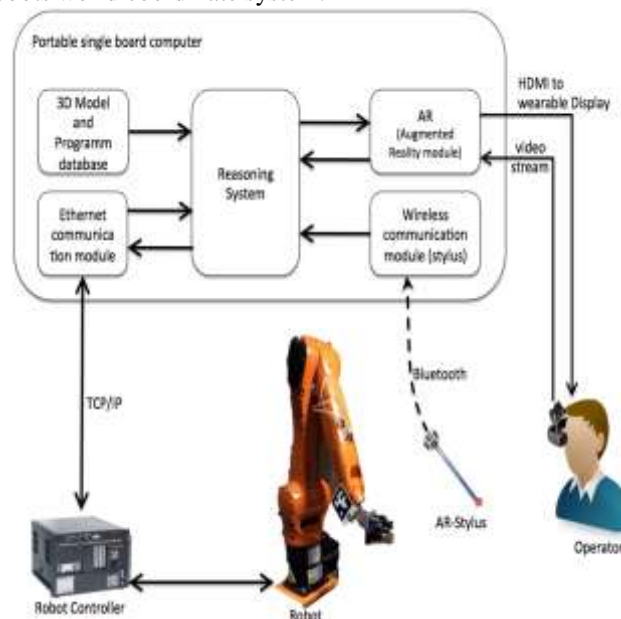 Portable single board computer
3D Model
and
Programm
database
Reasoning
System
AR
(Augmented
Reality module)
HDMI to
wearable Display
video
stream
Ethernet
communica
tion module
Wireless
communication
module (stylus)
TCP/IP
Bluetooth
AR-Stylus
Operator
Robot Controller
Robot